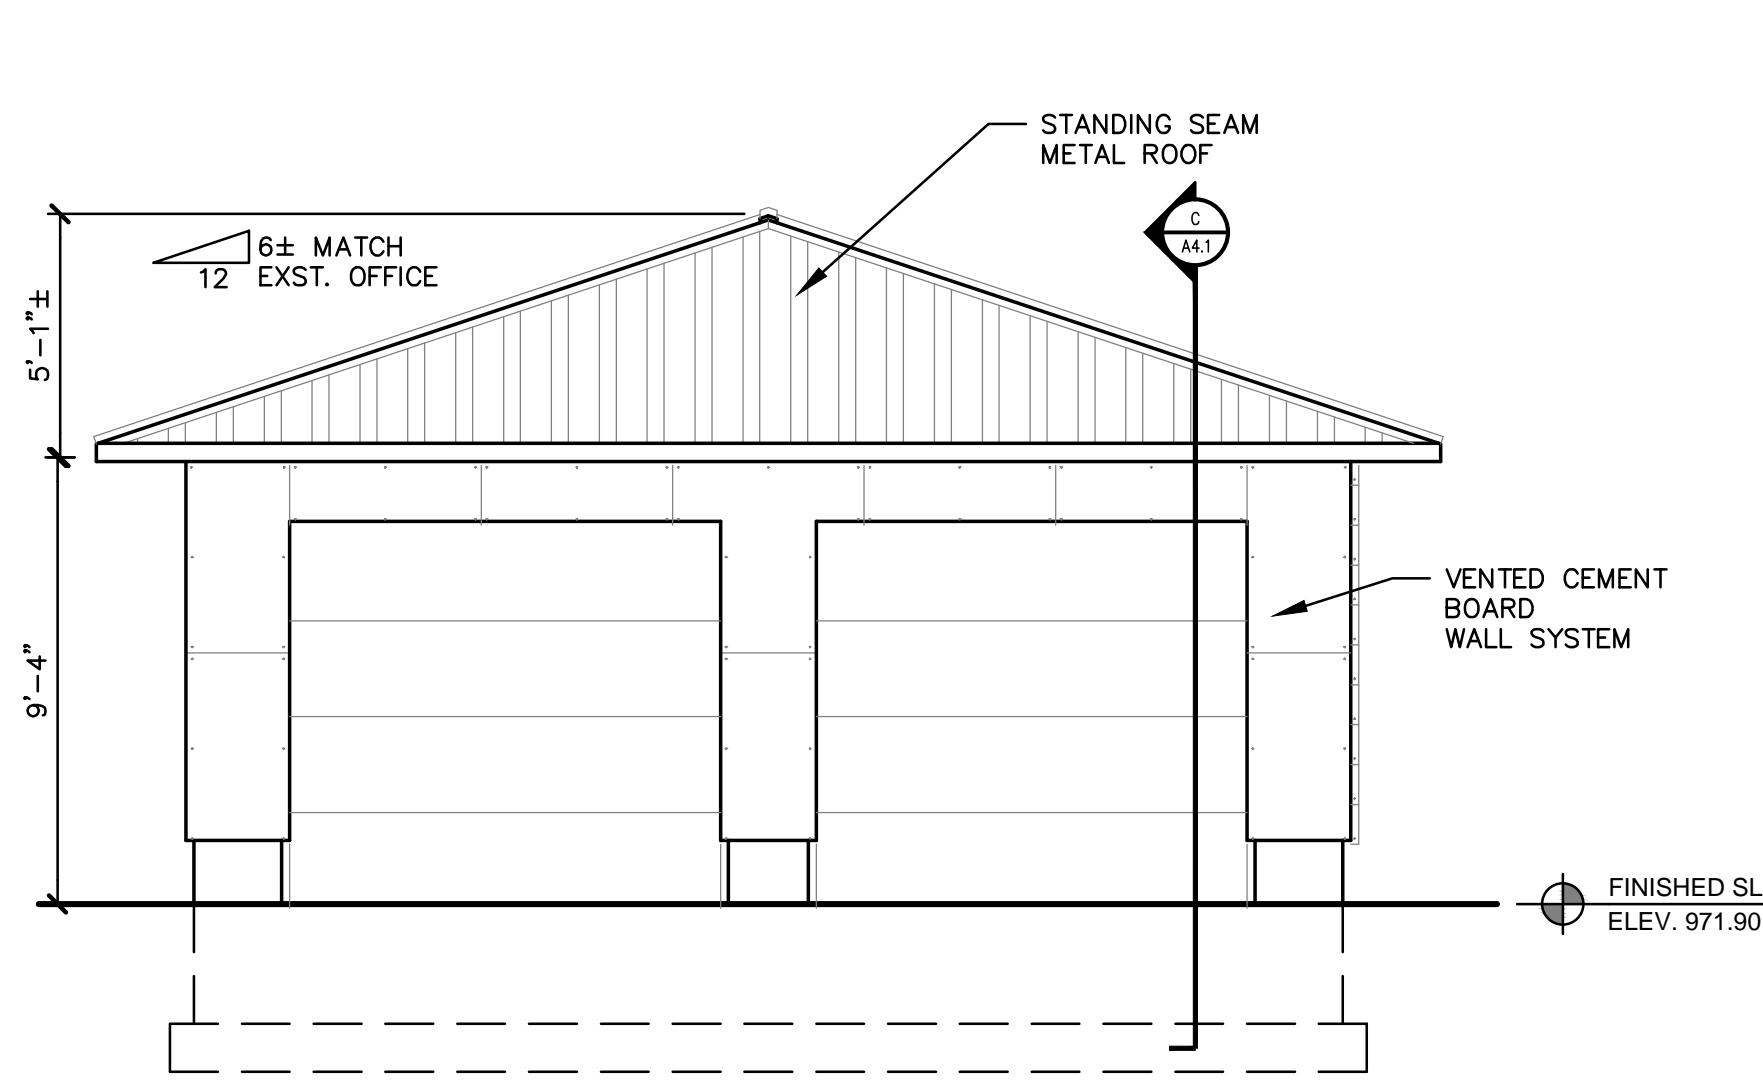 STANDING SEAM
METAL ROOF
C
A4.1
6± MATCH
12 EXST. OFFICE
5'-1"±
VENTED CEMENT
BOARD
WALL SYSTEM
9'-4"
FINISHED SL
ELEV. 971.90